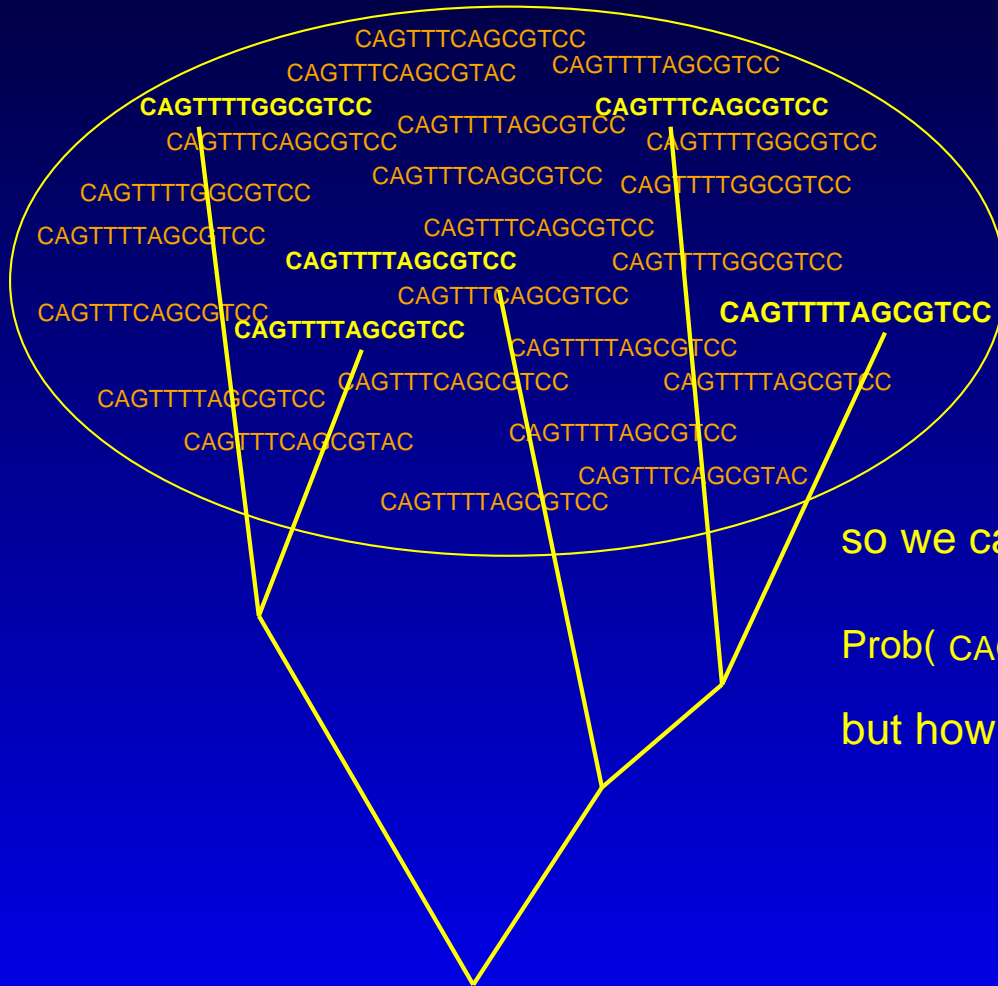 CAGTTTCAGCGTCC
CAGTTTCAGCGTAC CAGTTTTAGCGTCC
CAGTTTTGGCGTCC CAGTTTCAGCGTCC
CAGTTTCAGCGTCC CAGTTTTAGCGTCC CAGTTTTGGCGTCC
CAGTTTTGGCGTCC CAGTTTCAGCGTCC CAGTTTTGGCGTCC
CAGTTTTAGCGTCC CAGTTTCAGCGTCC
CAGTTTTAGCGTCC CAGTTTTGGCGTCC
CAGTTTCAGCGTCC CAGTTTCAGCGTCC CAGTTTTAGCGTCC
CAGTTTTAGCGTCC CAGTTTTAGCGTCC
CAGTTTTAGCGTCC CAGTTTCAGCGTCC CAGTTTTAGCGTCC
CAGTTTCAGCGTAC CAGTTTTAGCGTCC
CAGTTTCAGCGTAC
CAGTTTTAGCGTCC
so we
Prob(
but how